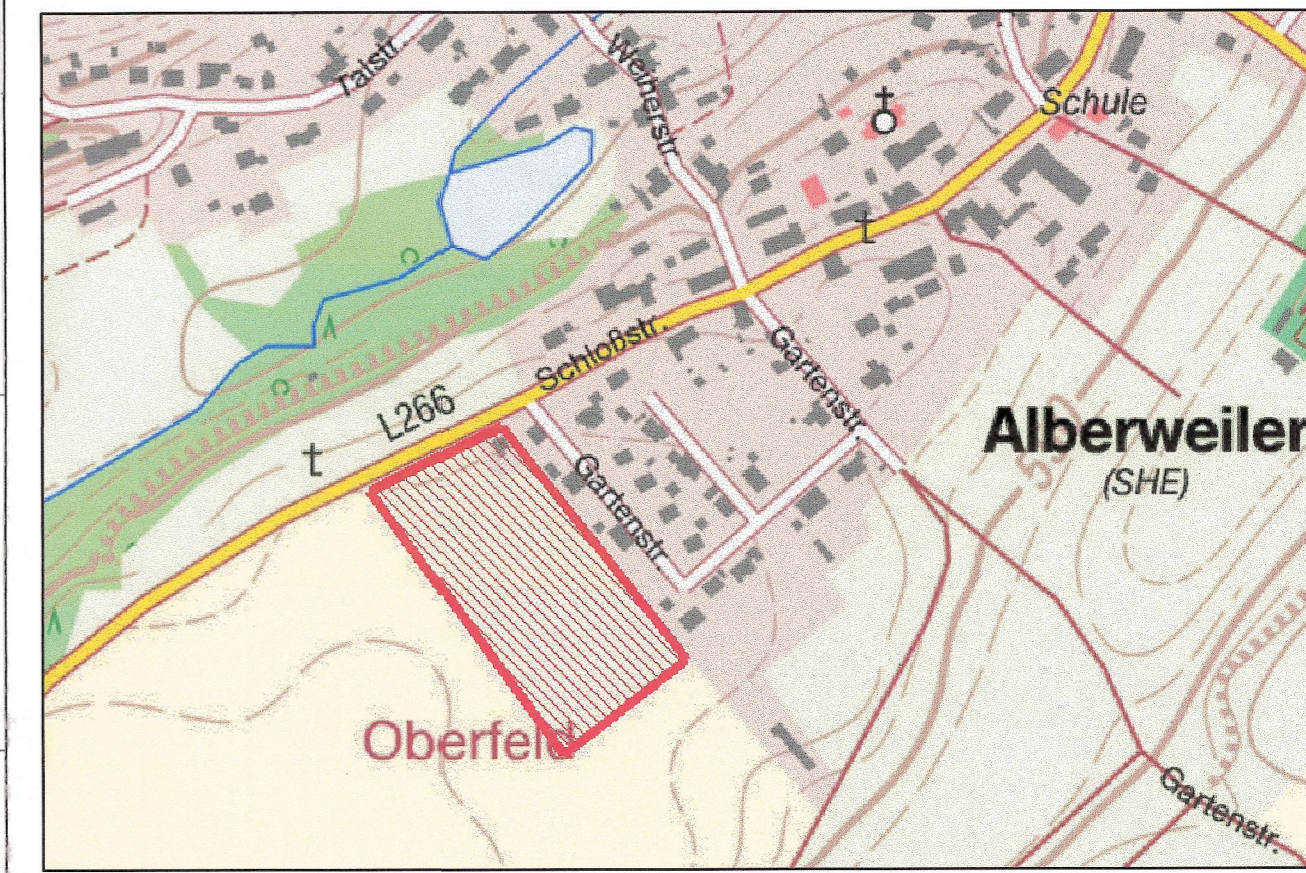 Talstr.
Weiherstr.
Schule
Schloßstr.
Gartenstr.
L266
Alberweiler
(SHE)
Gartenstr.
Oberfeld
Gartenstr.